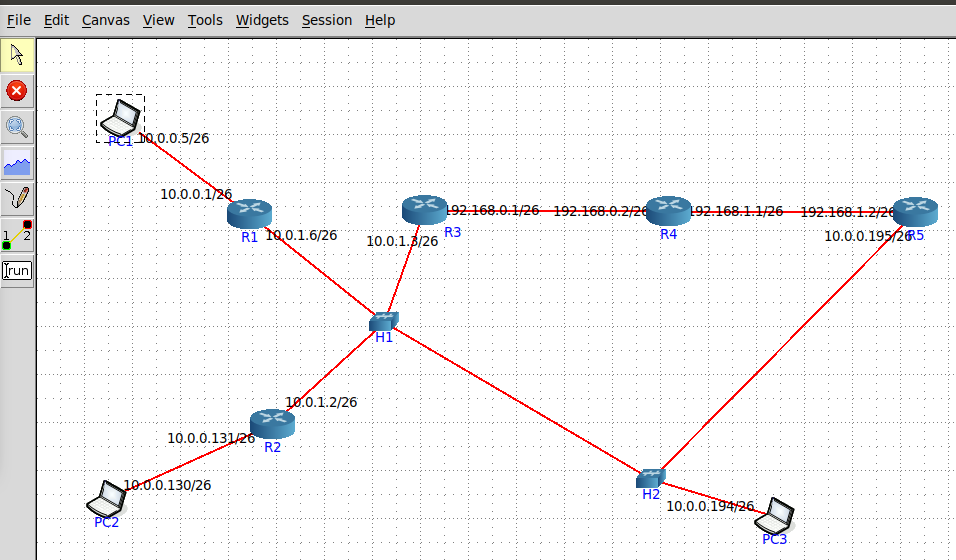 File Edit Canvas View Tools Widgets Session Help
PC1 10.0.0.5/26
10.0.0.1/26
R1 10.0.1.6/26
10.0.1.3/26 R3
192.168.0.1/26 192.168.0.2/26
R4
192.168.1.1/26 192.168.1.2/26
10.0.0.195/26 R5
1 2
run
H1
10.0.1.2/26
10.0.0.131/26 R2
10.0.0.130/26
PC2
H2
10.0.0.194/26
PC3